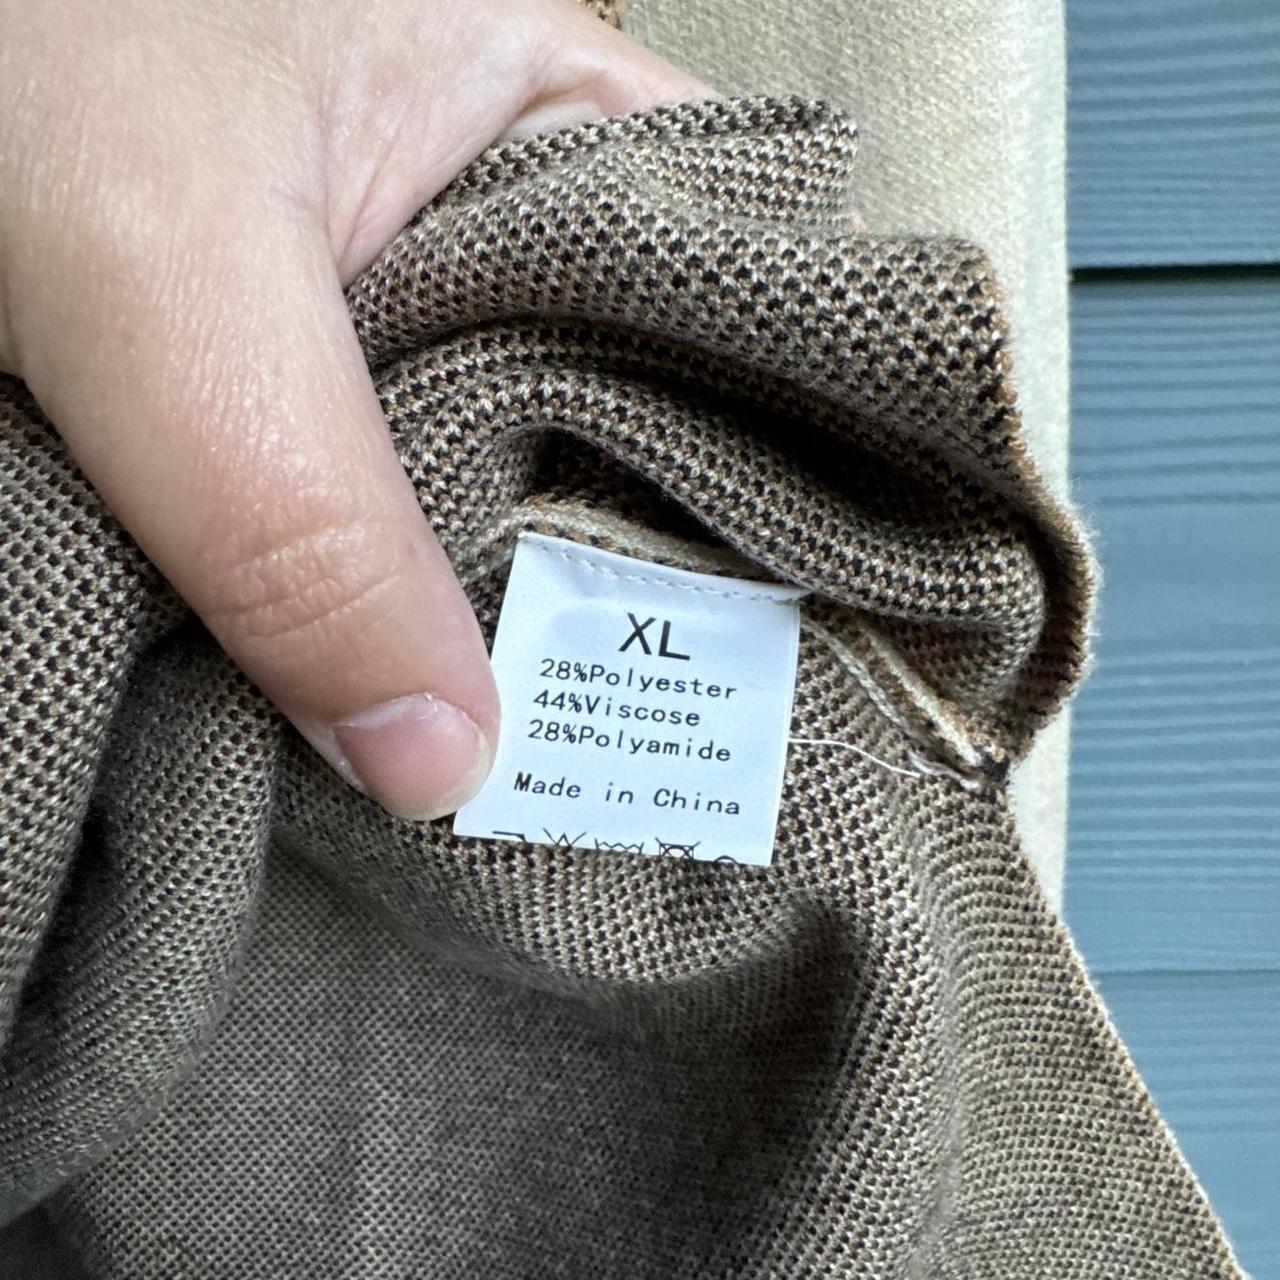 XL
28%Polyester
44%Viscose
28%Polyamide
Made in China